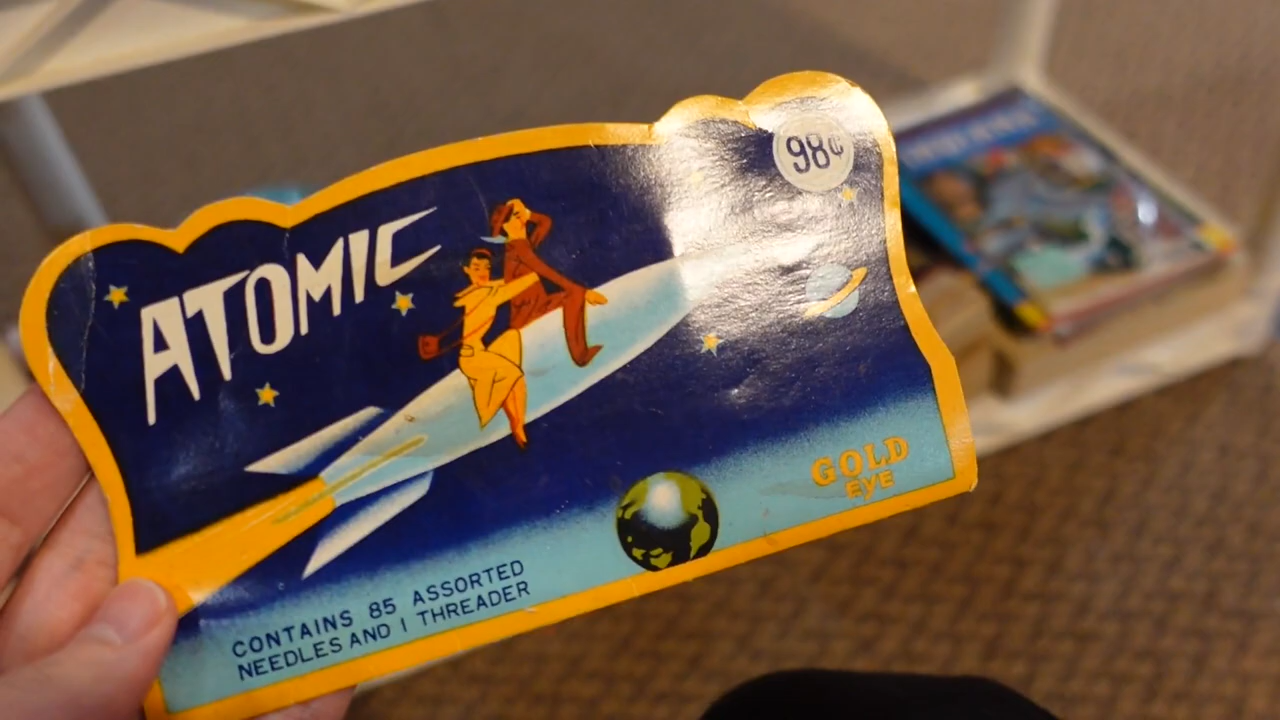 98¢
ATOMIC
GOLD
EYE
CONTAINS 85 ASSORTED
NEEDLES AND 1 THREADER